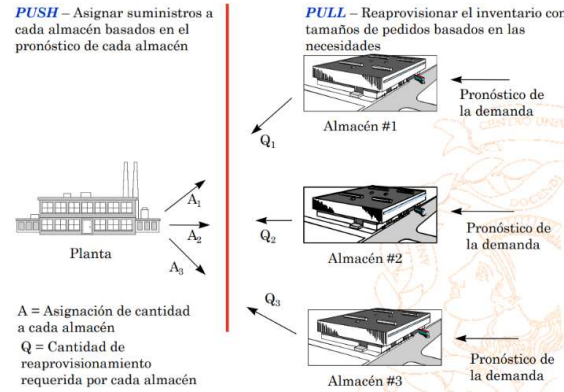 PUSH – Asignar suministros a
cada almacén basados en el
pronóstico de cada almacén
A₁
A₂
A₃
Planta
A = Asignación de cantidad
a cada almacén
Q = Cantidad de
reaprovisionamiento
requerida por cada almacén
PULL – Reaprovisionar el inventario con
tamaños de pedidos basados en las
necesidades
Pronóstico de
la demanda
Almacén #1
Q₁
Pronóstico de
la demanda
Q₂
Almacén #2
Q₃
Pronóstico de
la demanda
Almacén #3